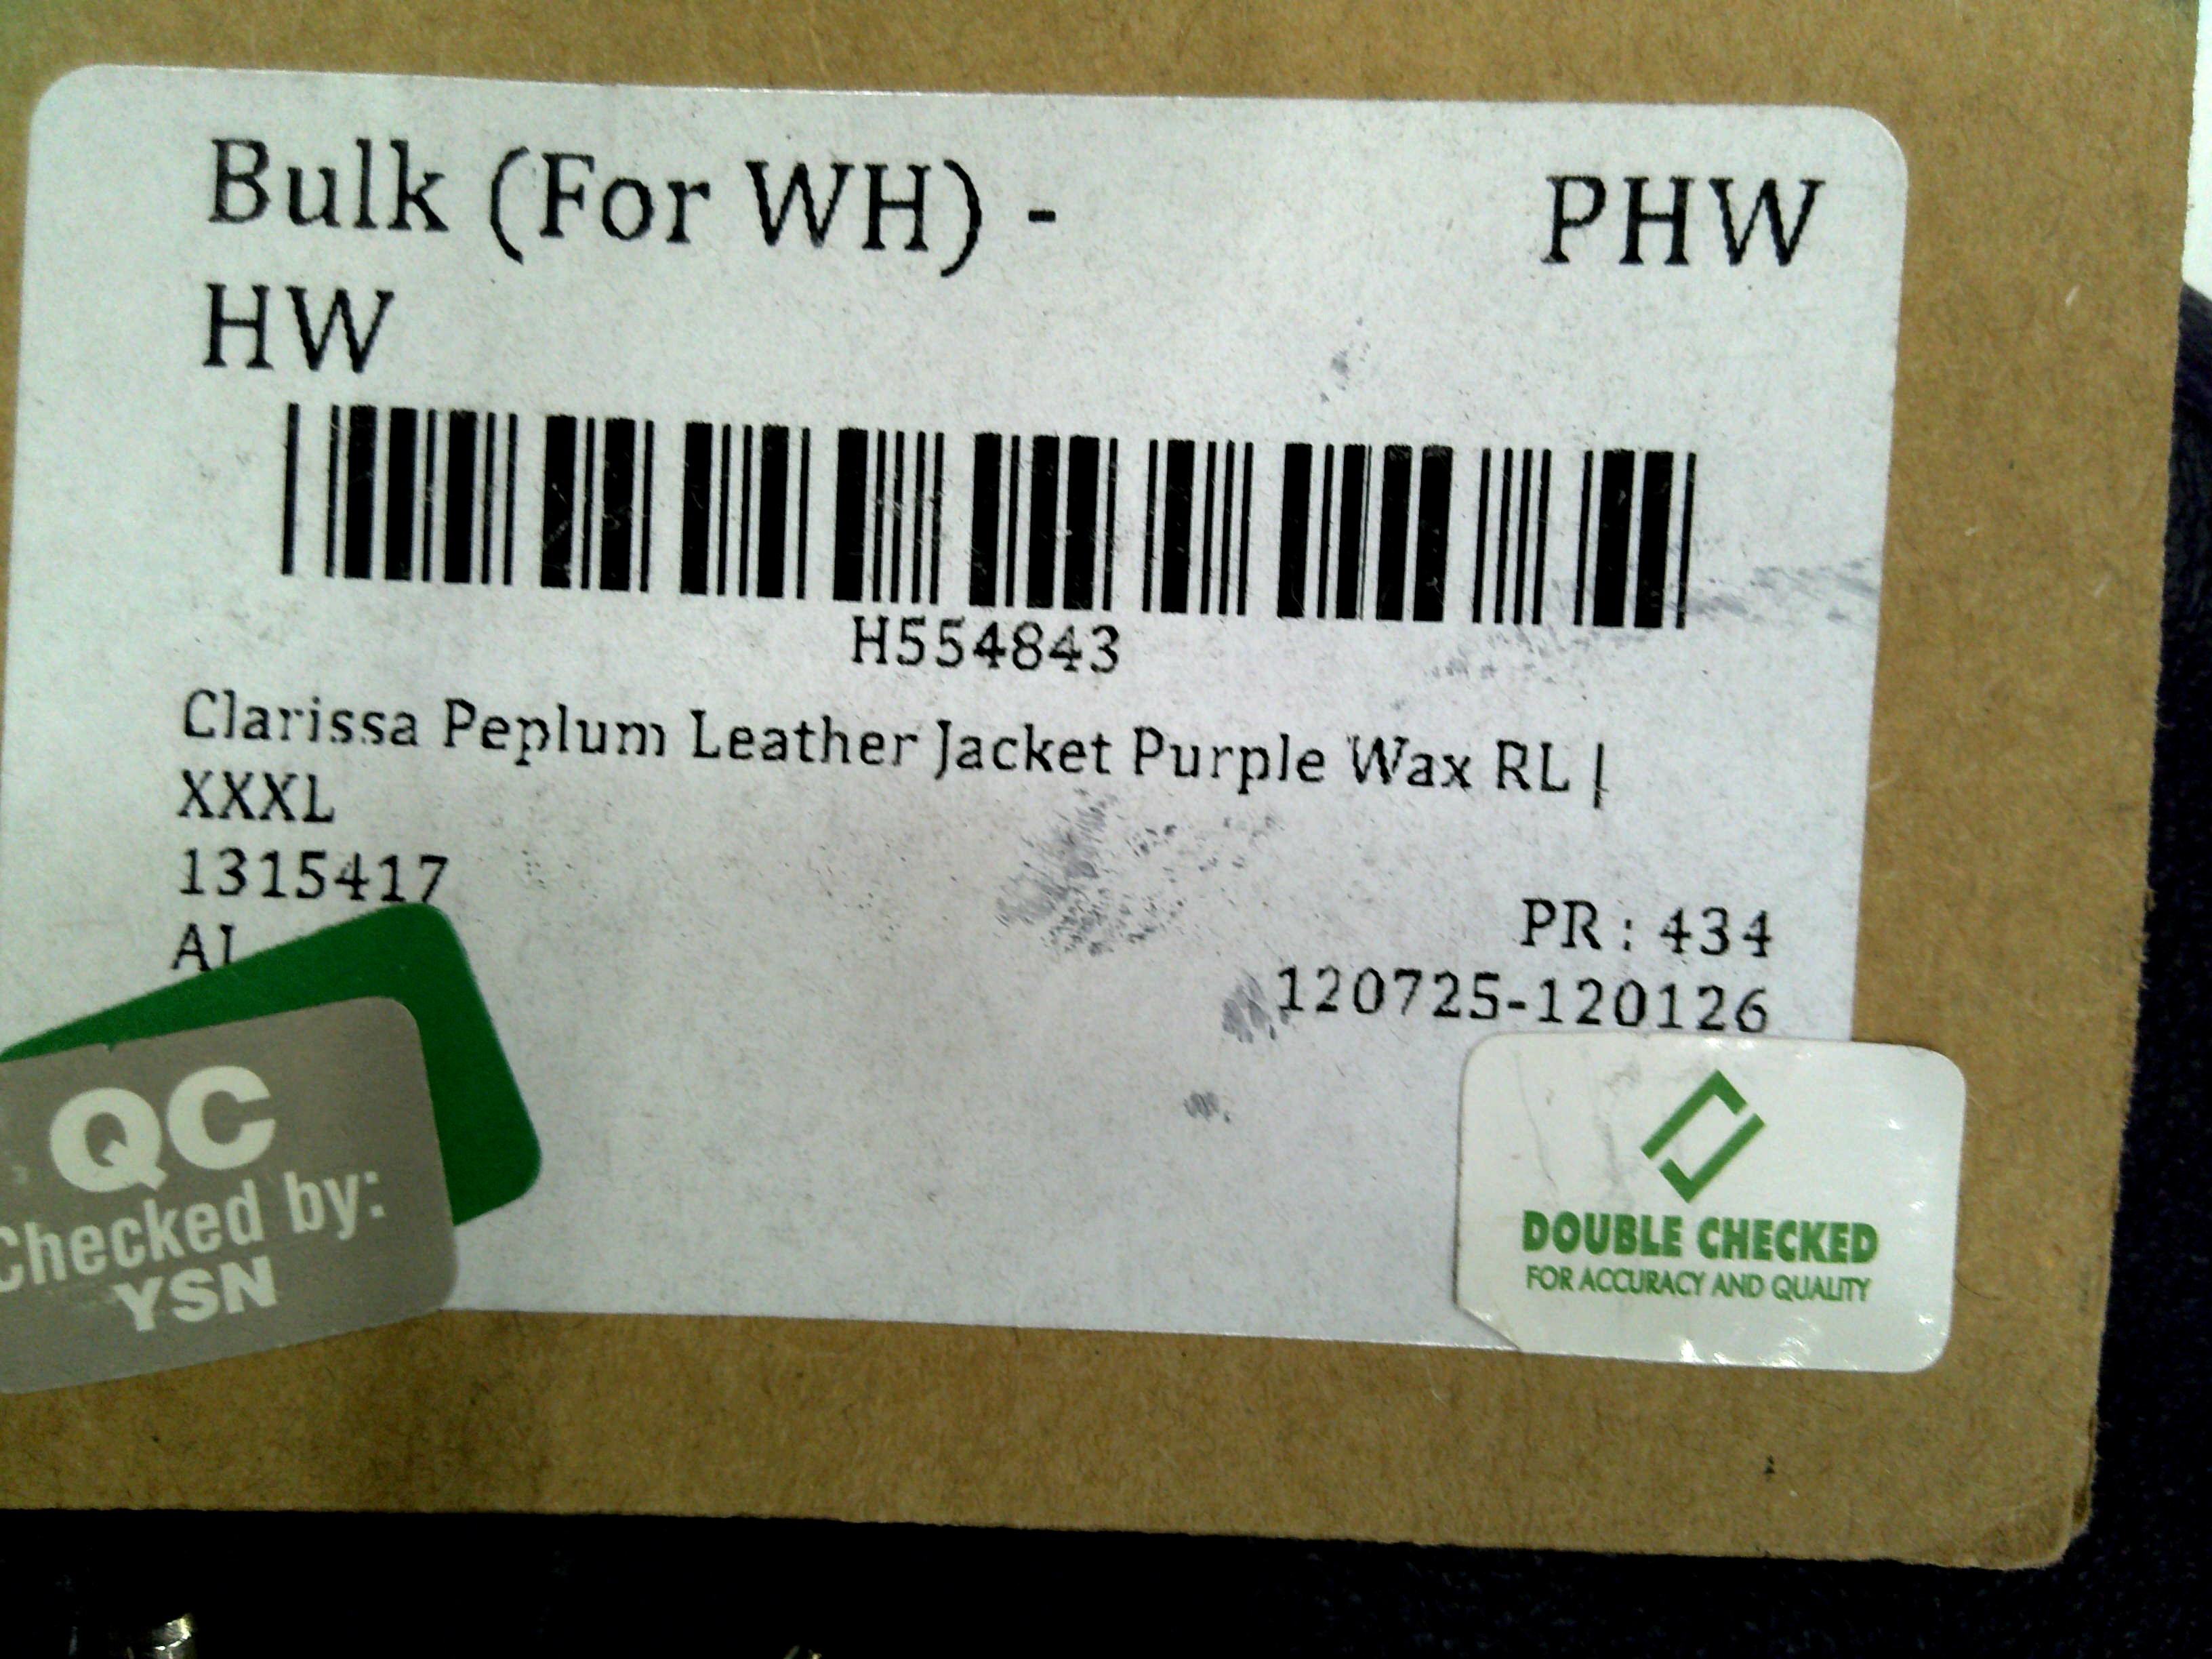 Bulk (For WH) - PHW
HW
H554843
Clarissa Peplum Leather Jacket Purple Wax RL |
XXXL
1315417
PR : 434
120725-120126
QC
Checked by:
YSN
DOUBLE CHECKED
FOR ACCURACY AND QUALITY